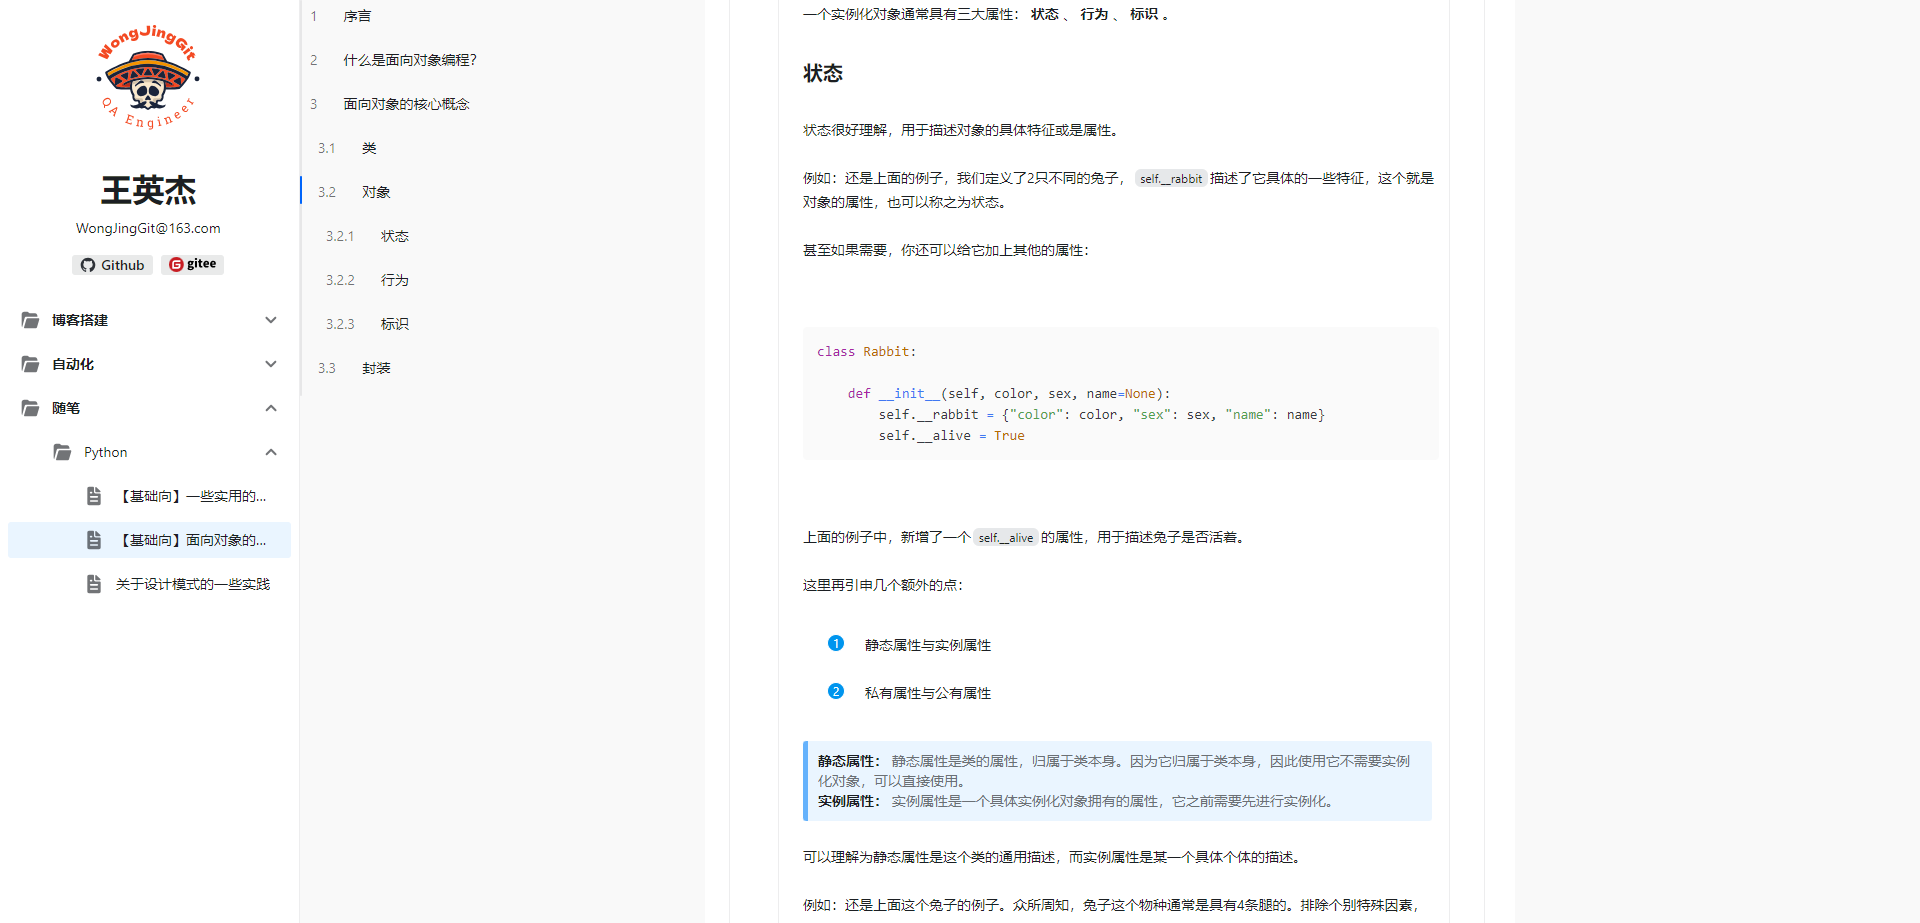 WongJingGit
QA Engineer
王英杰
WongJingGit@163.com
Github gitee
博客搭建
自动化
随笔
Python
【基础向】一些实用的...
【基础向】面向对象的...
关于设计模式的一些实践
1 序言
2 什么是面向对象编程？
3 面向对象的核心概念
3.1 类
3.2 对象
3.2.1 状态
3.2.2 行为
3.2.3 标识
3.3 封装
一个实例化对象通常具有三大属性： 状态 、 行为 、 标识 。
状态
状态很好理解，用于描述对象的具体特征或是属性。
例如：还是上面的例子，我们定义了2只不同的兔子， self.__rabbit 描述了它具体的一些特征，这个就是
对象的属性，也可以称之为状态。
甚至如果需要，你还可以给它加上其他的属性：
class Rabbit:
    def __init__(self, color, sex, name=None):
        self.__rabbit = {"color": color, "sex": sex, "name": name}
        self.__alive = True
上面的例子中，新增了一个 self.__alive 的属性，用于描述兔子是否活着。
这里再引申几个额外的点：
1 静态属性与实例属性
2 私有属性与公有属性
静态属性： 静态属性是类的属性，归属于类本身。因为它归属于类本身，因此使用它不需要实例
化对象，可以直接使用。
实例属性： 实例属性是一个具体实例化对象拥有的属性，它之前需要先进行实例化。
可以理解为静态属性是这个类的通用描述，而实例属性是某一个具体个体的描述。
例如：还是上面这个兔子的例子。众所周知，兔子这个物种通常是具有4条腿的。排除个别特殊因素，